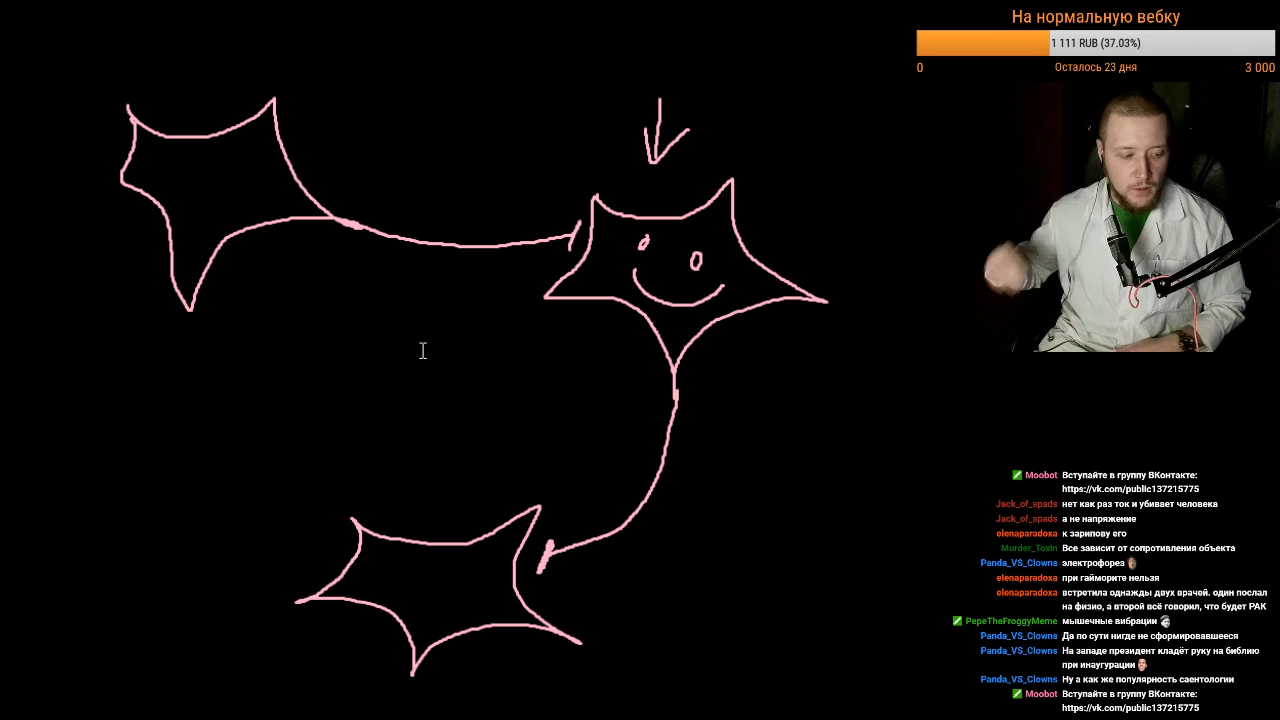 На нормальную вебку
1 111 RUB (37.03%)
0 Осталось 23 дня 3 000
Moobot Вступайте в группу ВКонтакте:
https://vk.com/public137215775
Jack_of_spads нет как раз ток и убивает человека
Jack_of_spads а не напряжение
elenaparadoxa к зарипову его
Murder_Toxin Все зависит от сопротивления объекта
Panda_VS_Clowns электрофорез
elenaparadoxa при гайморите нельзя
elenaparadoxa встретила однажды двух врачей. один послал
на физио, а второй всё говорил, что будет РАК
PepeTheFroggyMeme мышечные вибрации
Panda_VS_Clowns Да по сути нигде не сформировавшееся
Panda_VS_Clowns На западе президент кладёт руку на библию
при инаугурации
Panda_VS_Clowns Ну а как же популярность саентологии
Moobot Вступайте в группу ВКонтакте:
https://vk.com/public137215775